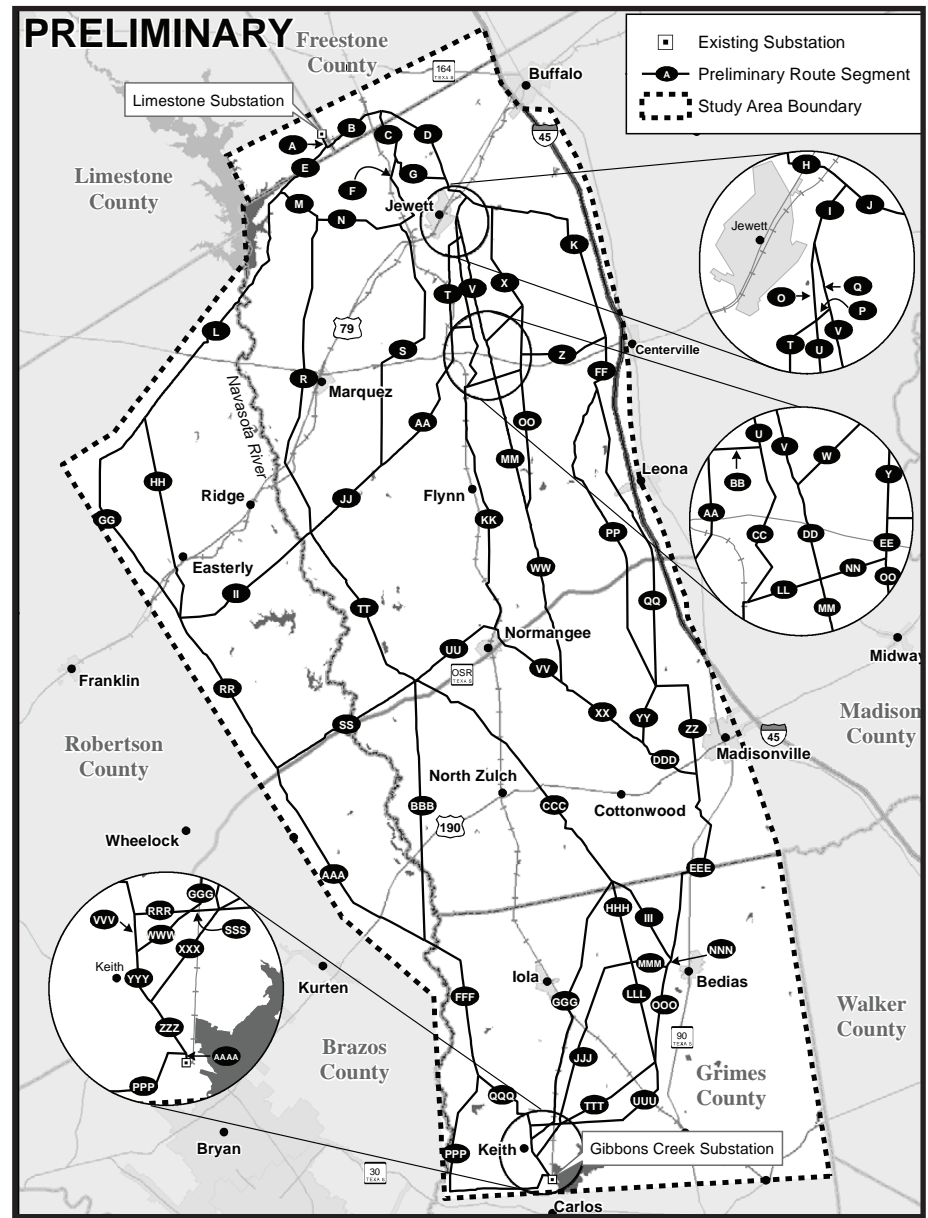 PRELIMINARY
Freestone
County
164
TEXAS
Buffalo
Existing Substation
A
Preliminary Route Segment
Study Area Boundary
Limestone Substation
45
A
B
C
D
E
F
G
Limestone
County
Jewett
M
N
K
H
I
J
Jewett
O
Q
P
T
U
V
T
V
X
L
79
S
Z
Centerville
R
Marquez
FF
AA
OO
Navasota River
MM
Leona
U
V
W
Y
BB
AA
CC
DD
EE
NN
OO
LL
MM
HH
Ridge
JJ
Flynn
KK
GG
PP
Easterly
WW
II
TT
QQ
Normangee
UU
OSR
TEXAS
VV
Midway
Franklin
RR
SS
XX
YY
ZZ
Madison
County
45
Madisonville
DDD
Robertson
County
North Zulch
BBB
CCC
Cottonwood
190
Wheelock
AAA
EEE
GGG
VVV
RRR
SSS
WWW
XXX
Keith
YYY
ZZZ
AAAA
PPP
HHH
III
NNN
MMM
Kurten
FFF
Iola
GGG
LLL
OOO
Bedias
Walker
County
90
TEXAS
Brazos
County
JJJ
Grimes
County
QQQ
TTT
UUU
Bryan
PPP
Keith
Gibbons Creek Substation
30
TEXAS
Carlos